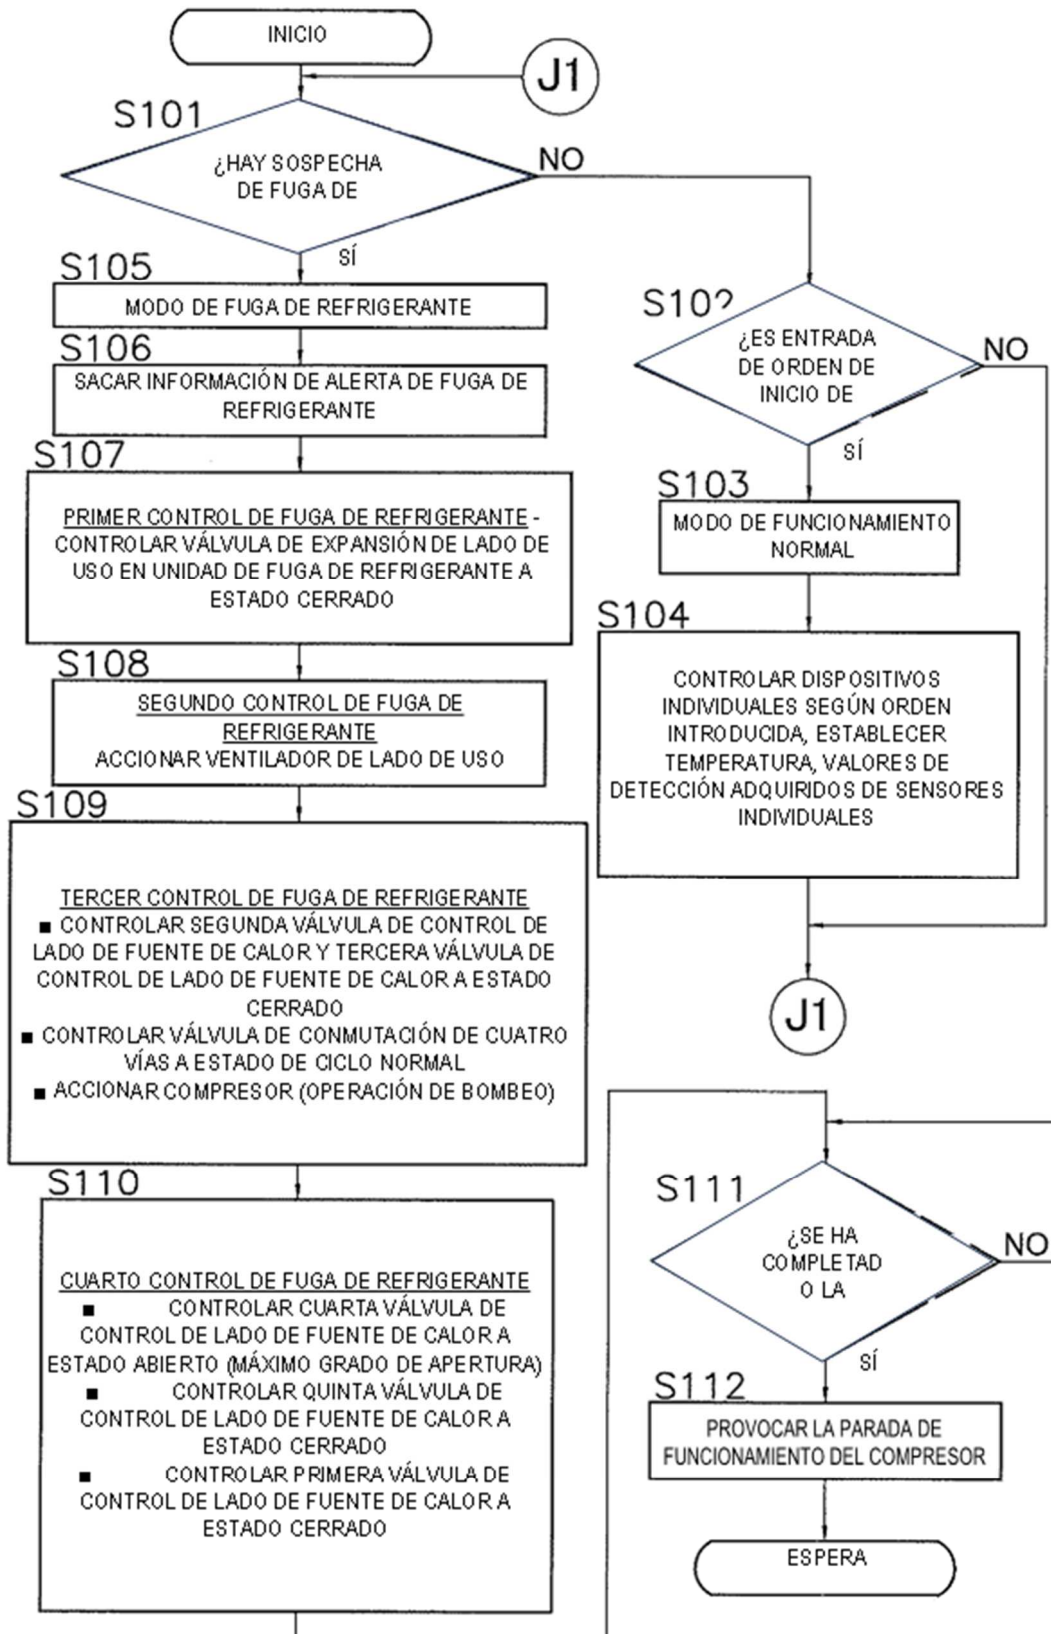 INICIO
J1
S101
¿HAY SOSPECHA
DE FUGA DE
NO
SÍ
S105
MODO DE FUGA DE REFRIGERANTE
S106
SACAR INFORMACIÓN DE ALERTA DE FUGA DE
REFRIGERANTE
S107
PRIMER CONTROL DE FUGA DE REFRIGERANTE -
CONTROLAR VÁLVULA DE EXPANSIÓN DE LADO DE
USO EN UNIDAD DE FUGA DE REFRIGERANTE A
ESTADO CERRADO
S108
SEGUNDO CONTROL DE FUGA DE
REFRIGERANTE
ACCIONAR VENTILADOR DE LADO DE USO
S109
TERCER CONTROL DE FUGA DE REFRIGERANTE
■ CONTROLAR SEGUNDA VÁLVULA DE CONTROL DE
LADO DE FUENTE DE CALOR Y TERCERA VÁLVULA DE
CONTROL DE LADO DE FUENTE DE CALOR A ESTADO
CERRADO
■ CONTROLAR VÁLVULA DE CONMUTACIÓN DE CUATRO
VÍAS A ESTADO DE CICLO NORMAL
■ ACCIONAR COMPRESOR (OPERACIÓN DE BOMBEO)
S110
CUARTO CONTROL DE FUGA DE REFRIGERANTE
■ CONTROLAR CUARTA VÁLVULA DE
CONTROL DE LADO DE FUENTE DE CALOR A
ESTADO ABIERTO (MÁXIMO GRADO DE APERTURA)
■ CONTROLAR QUINTA VÁLVULA DE
CONTROL DE LADO DE FUENTE DE CALOR A
ESTADO CERRADO
■ CONTROLAR PRIMERA VÁLVULA DE
CONTROL DE LADO DE FUENTE DE CALOR A
ESTADO CERRADO
S102
¿ES ENTRADA
DE ORDEN DE
INICIO DE
NO
SÍ
S103
MODO DE FUNCIONAMIENTO
NORMAL
S104
CONTROLAR DISPOSITIVOS
INDIVIDUALES SEGÚN ORDEN
INTRODUCIDA, ESTABLECER
TEMPERATURA, VALORES DE
DETECCIÓN ADQUIRIDOS DE SENSORES
INDIVIDUALES
J1
S111
¿SE HA
COMPLETAD
O LA
NO
SÍ
S112
PROVOCAR LA PARADA DE
FUNCIONAMIENTO DEL COMPRESOR
ESPERA